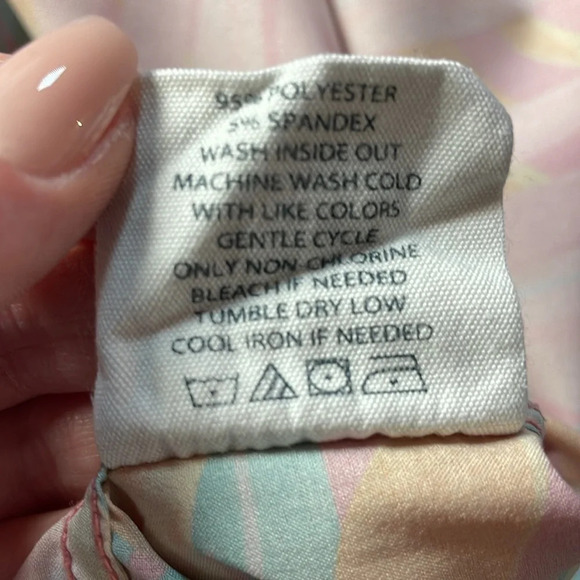 95% POLYESTER
5% SPANDEX
WASH INSIDE OUT
MACHINE WASH COLD
WITH LIKE COLORS
GENTLE CYCLE
ONLY NON-CHLORINE
BLEACH IF NEEDED
TUMBLE DRY LOW
COOL IRON IF NEEDED